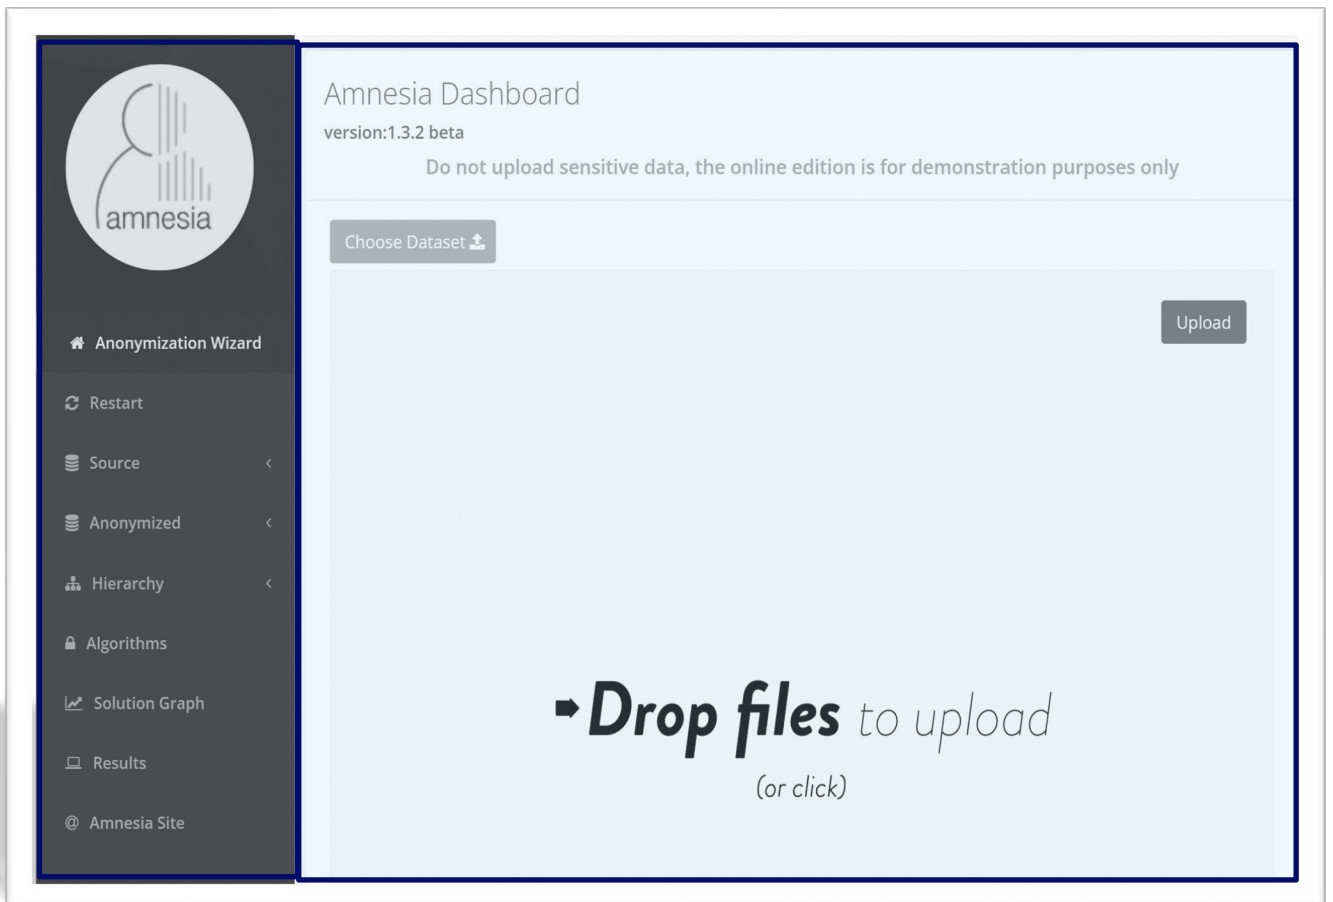 amnesia
Anonymization Wizard
Restart
Source
Anonymized
Hierarchy
Algorithms
Solution Graph
Results
@ Amnesia Site
Amnesia Dashboard
version:1.3.2 beta
Do not upload sensitive data, the online edition is for demonstration purposes only
Choose Dataset
Upload
Drop files to upload
(or click)